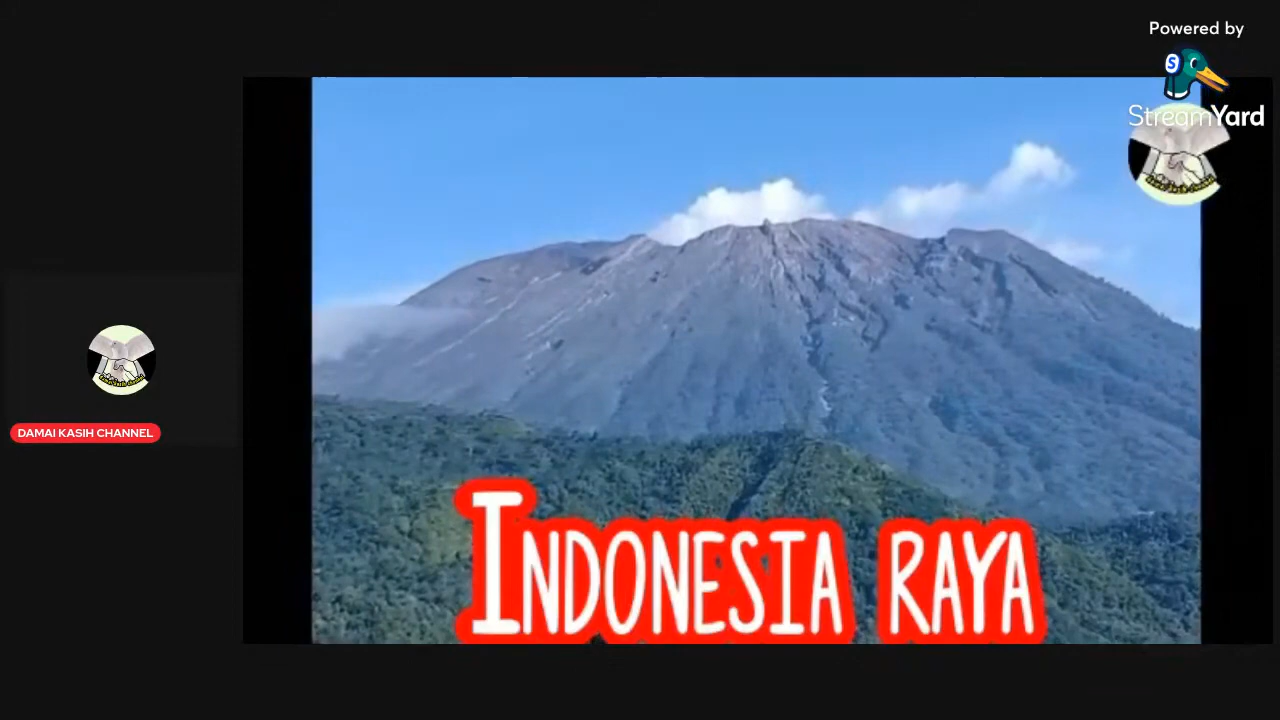 Powered by
S
StreamYard
DAMAI KASIH CHANNEL
INDONESIA RAYA